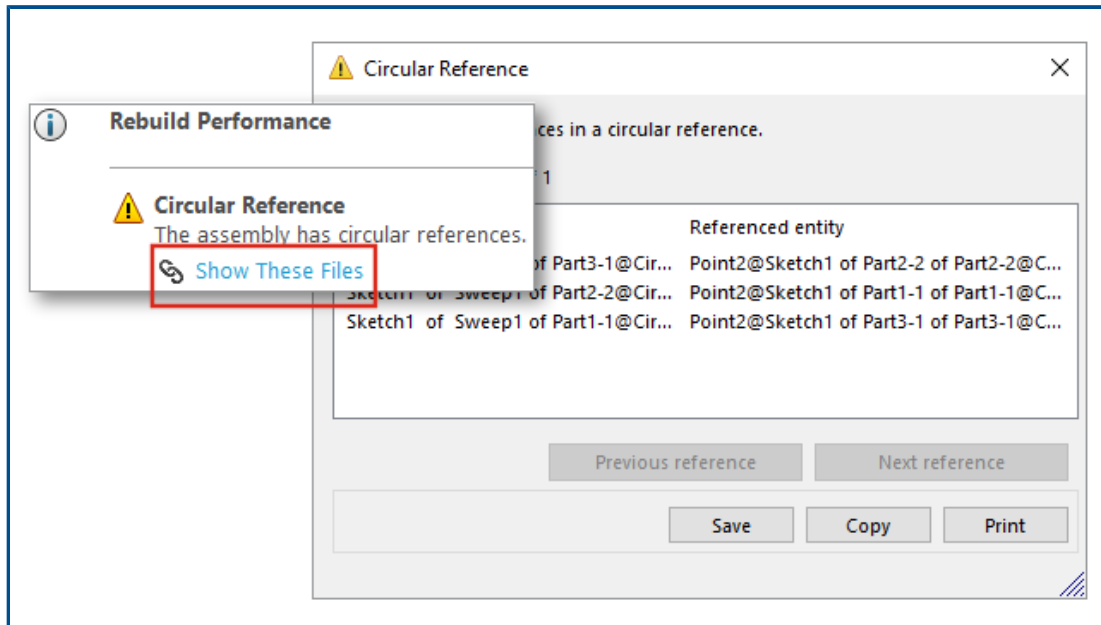 Circular Reference
Rebuild Performance
in a circular reference.
1
Circular Reference
The assembly has circular references.
Show These Files
Referenced entity
of Part3-1@Cir... Point2@Sketch1 of Part2-2 of Part2-2@C...
Sketch1 of Sweep1 of Part2-2@Cir... Point2@Sketch1 of Part1-1 of Part1-1@C...
Sketch1 of Sweep1 of Part1-1@Cir... Point2@Sketch1 of Part3-1 of Part3-1@C...
Previous reference Next reference
Save Copy Print